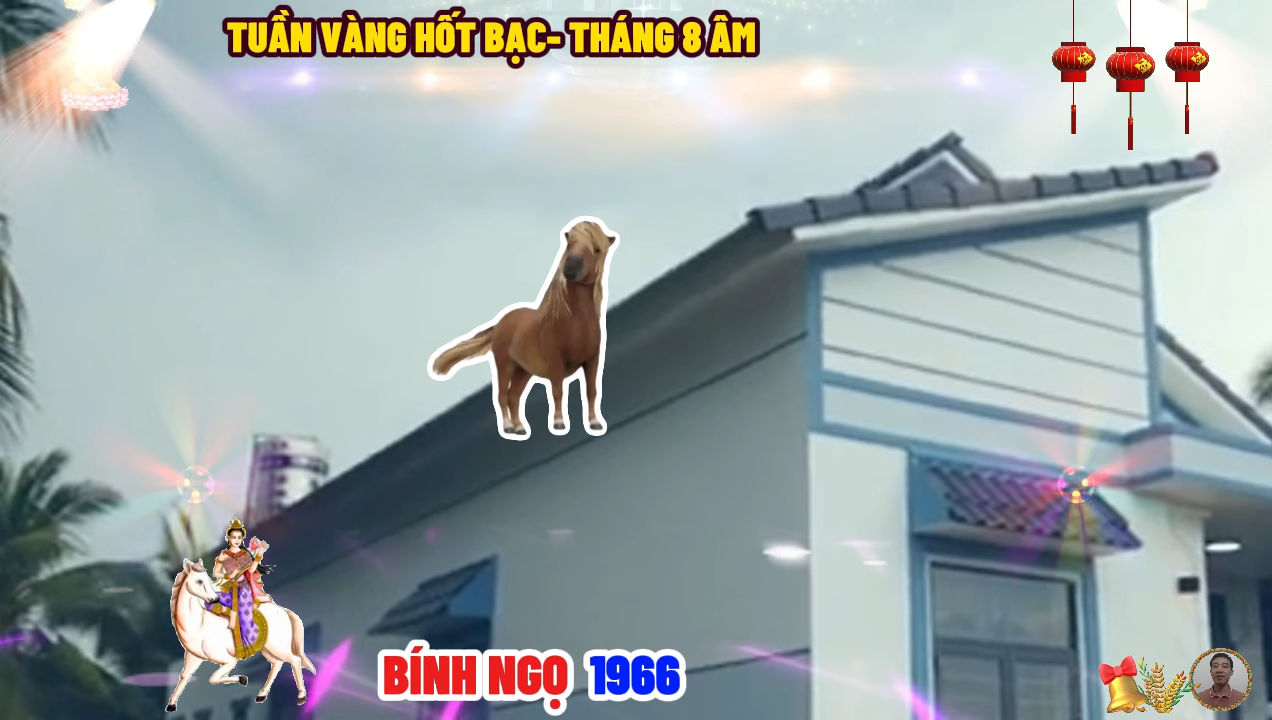 TUẦN VÀNG HỐT BẠC- THÁNG 8 ÂM
BÍNH NGỌ 1966